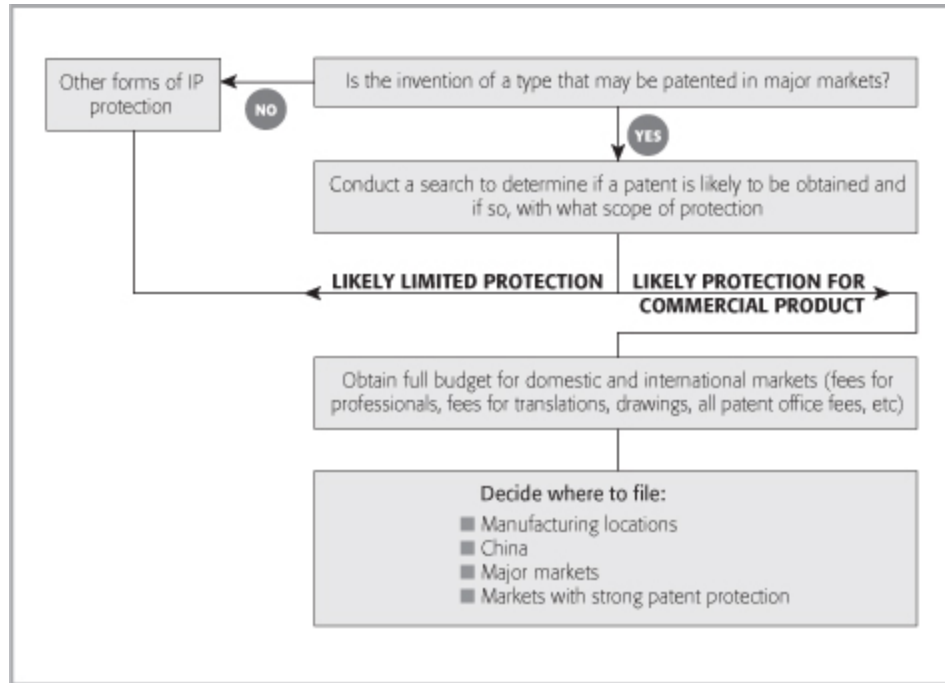 Other forms of IP
protection
Is the invention of a type that may be patented in major markets?
NO
YES
Conduct a search to determine if a patent is likely to be obtained and
if so, with what scope of protection
LIKELY LIMITED PROTECTION
LIKELY PROTECTION FOR
COMMERCIAL PRODUCT
Obtain full budget for domestic and international markets (fees for
professionals, fees for translations, drawings, all patent office fees, etc)
Decide where to file:
Manufacturing locations
China
Major markets
Markets with strong patent protection